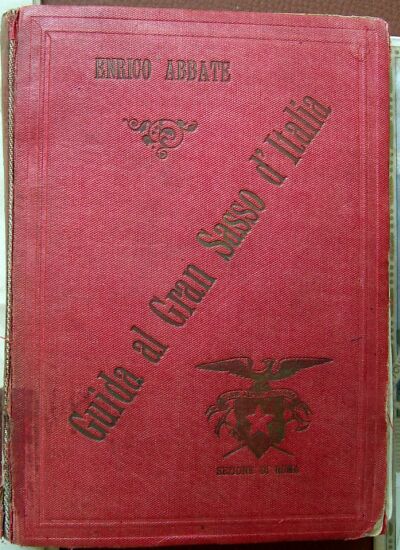 ENRICO ABBATE
Guida al Gran Sasso d'Italia
SEZIONE DI ROMA